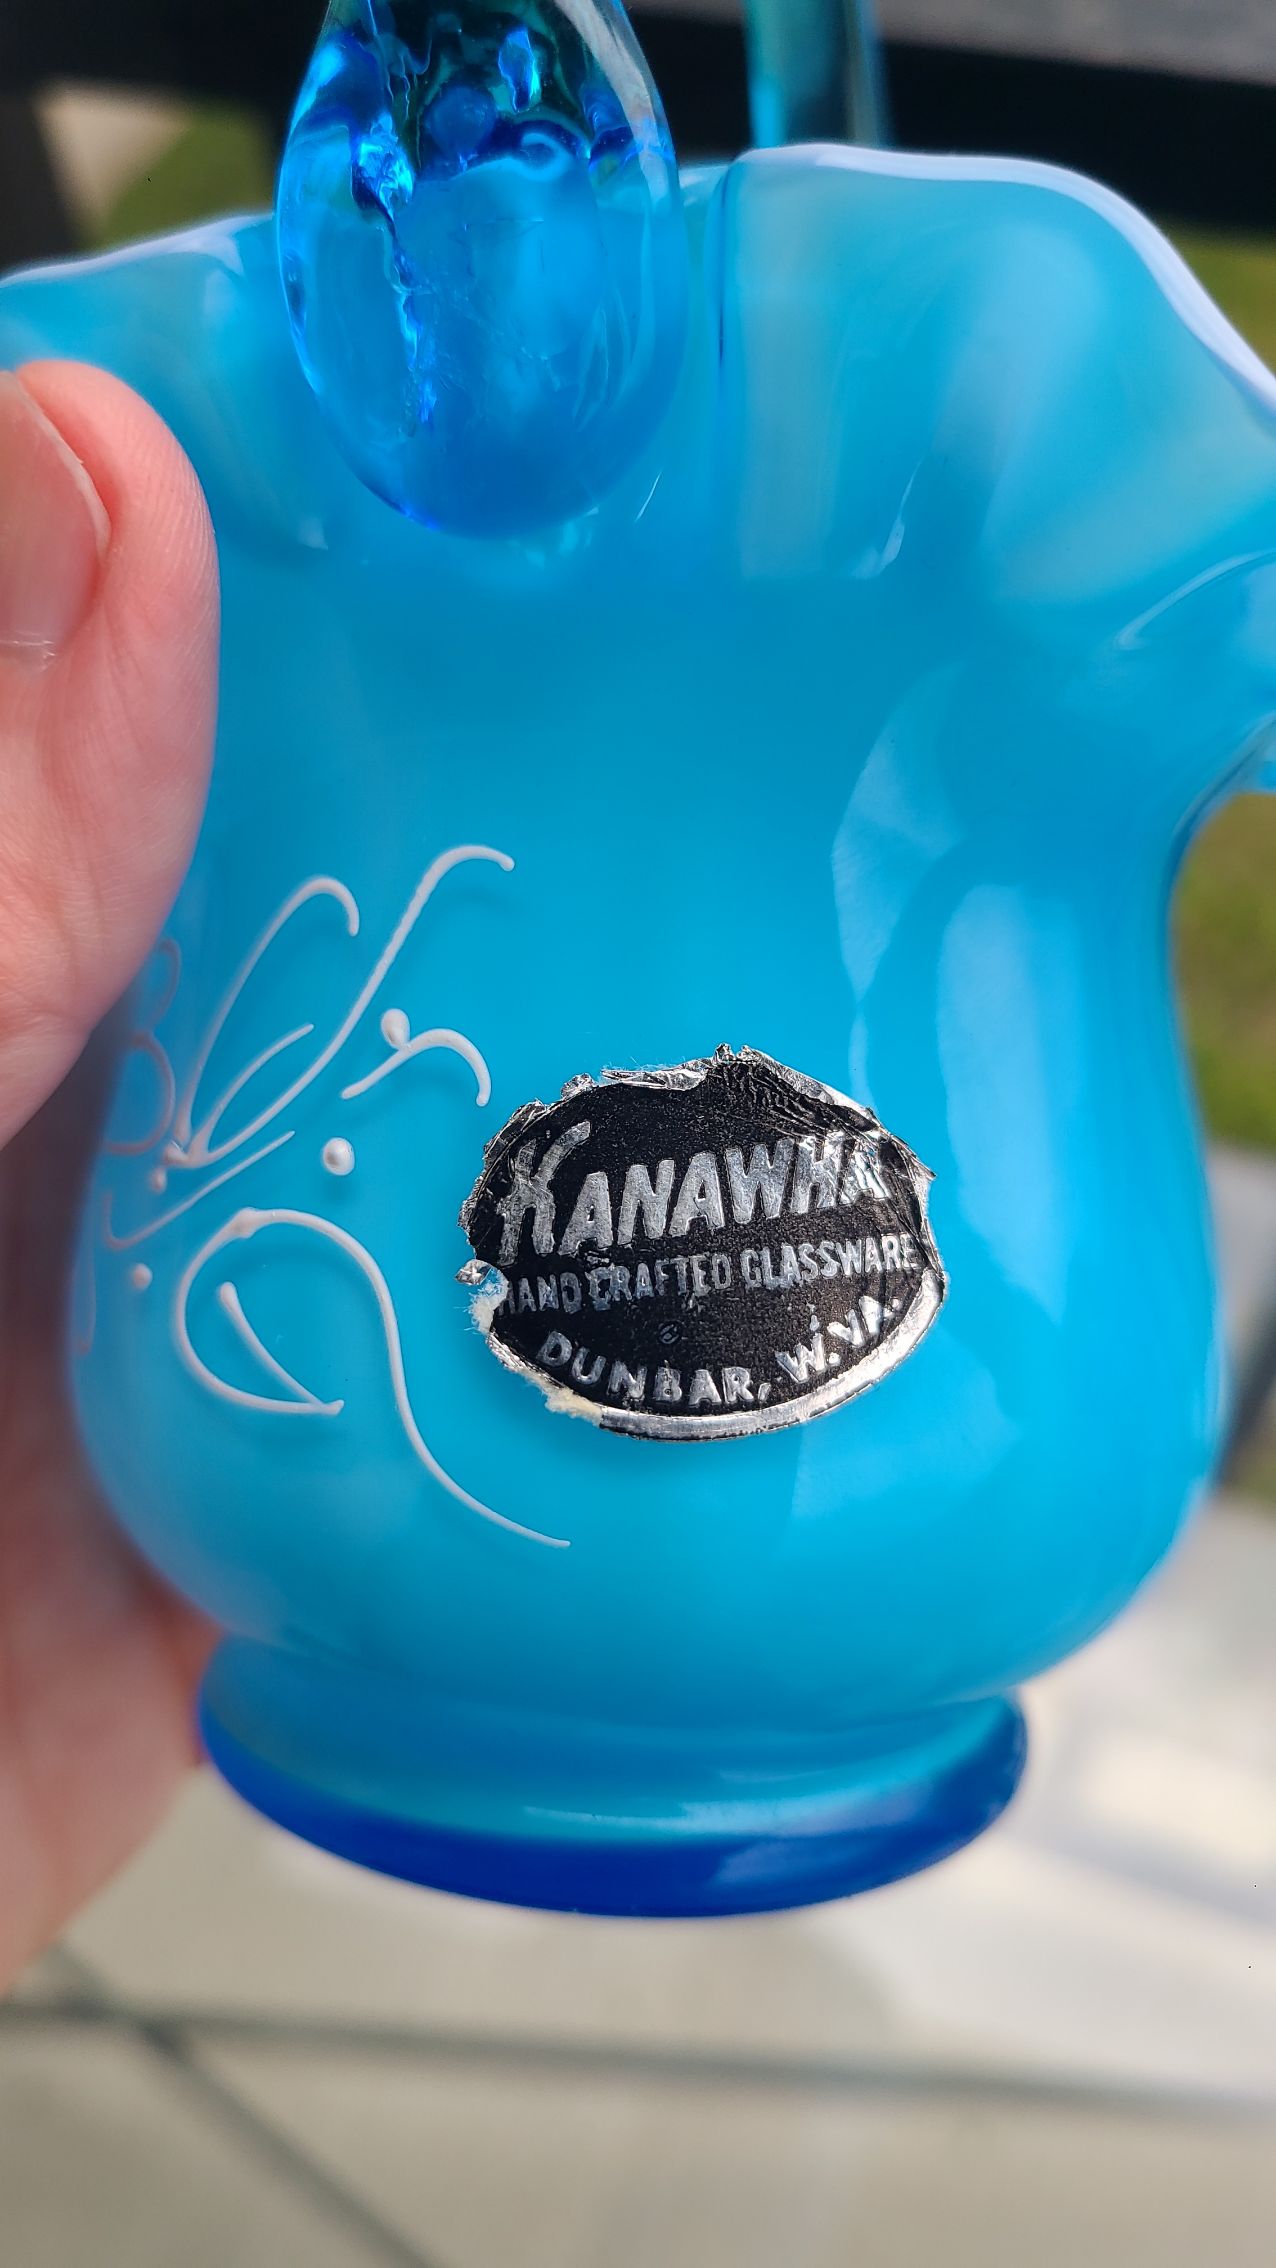 KANAWHA
HAND CRAFTED GLASSWARE
DUNBAR, W. VA.